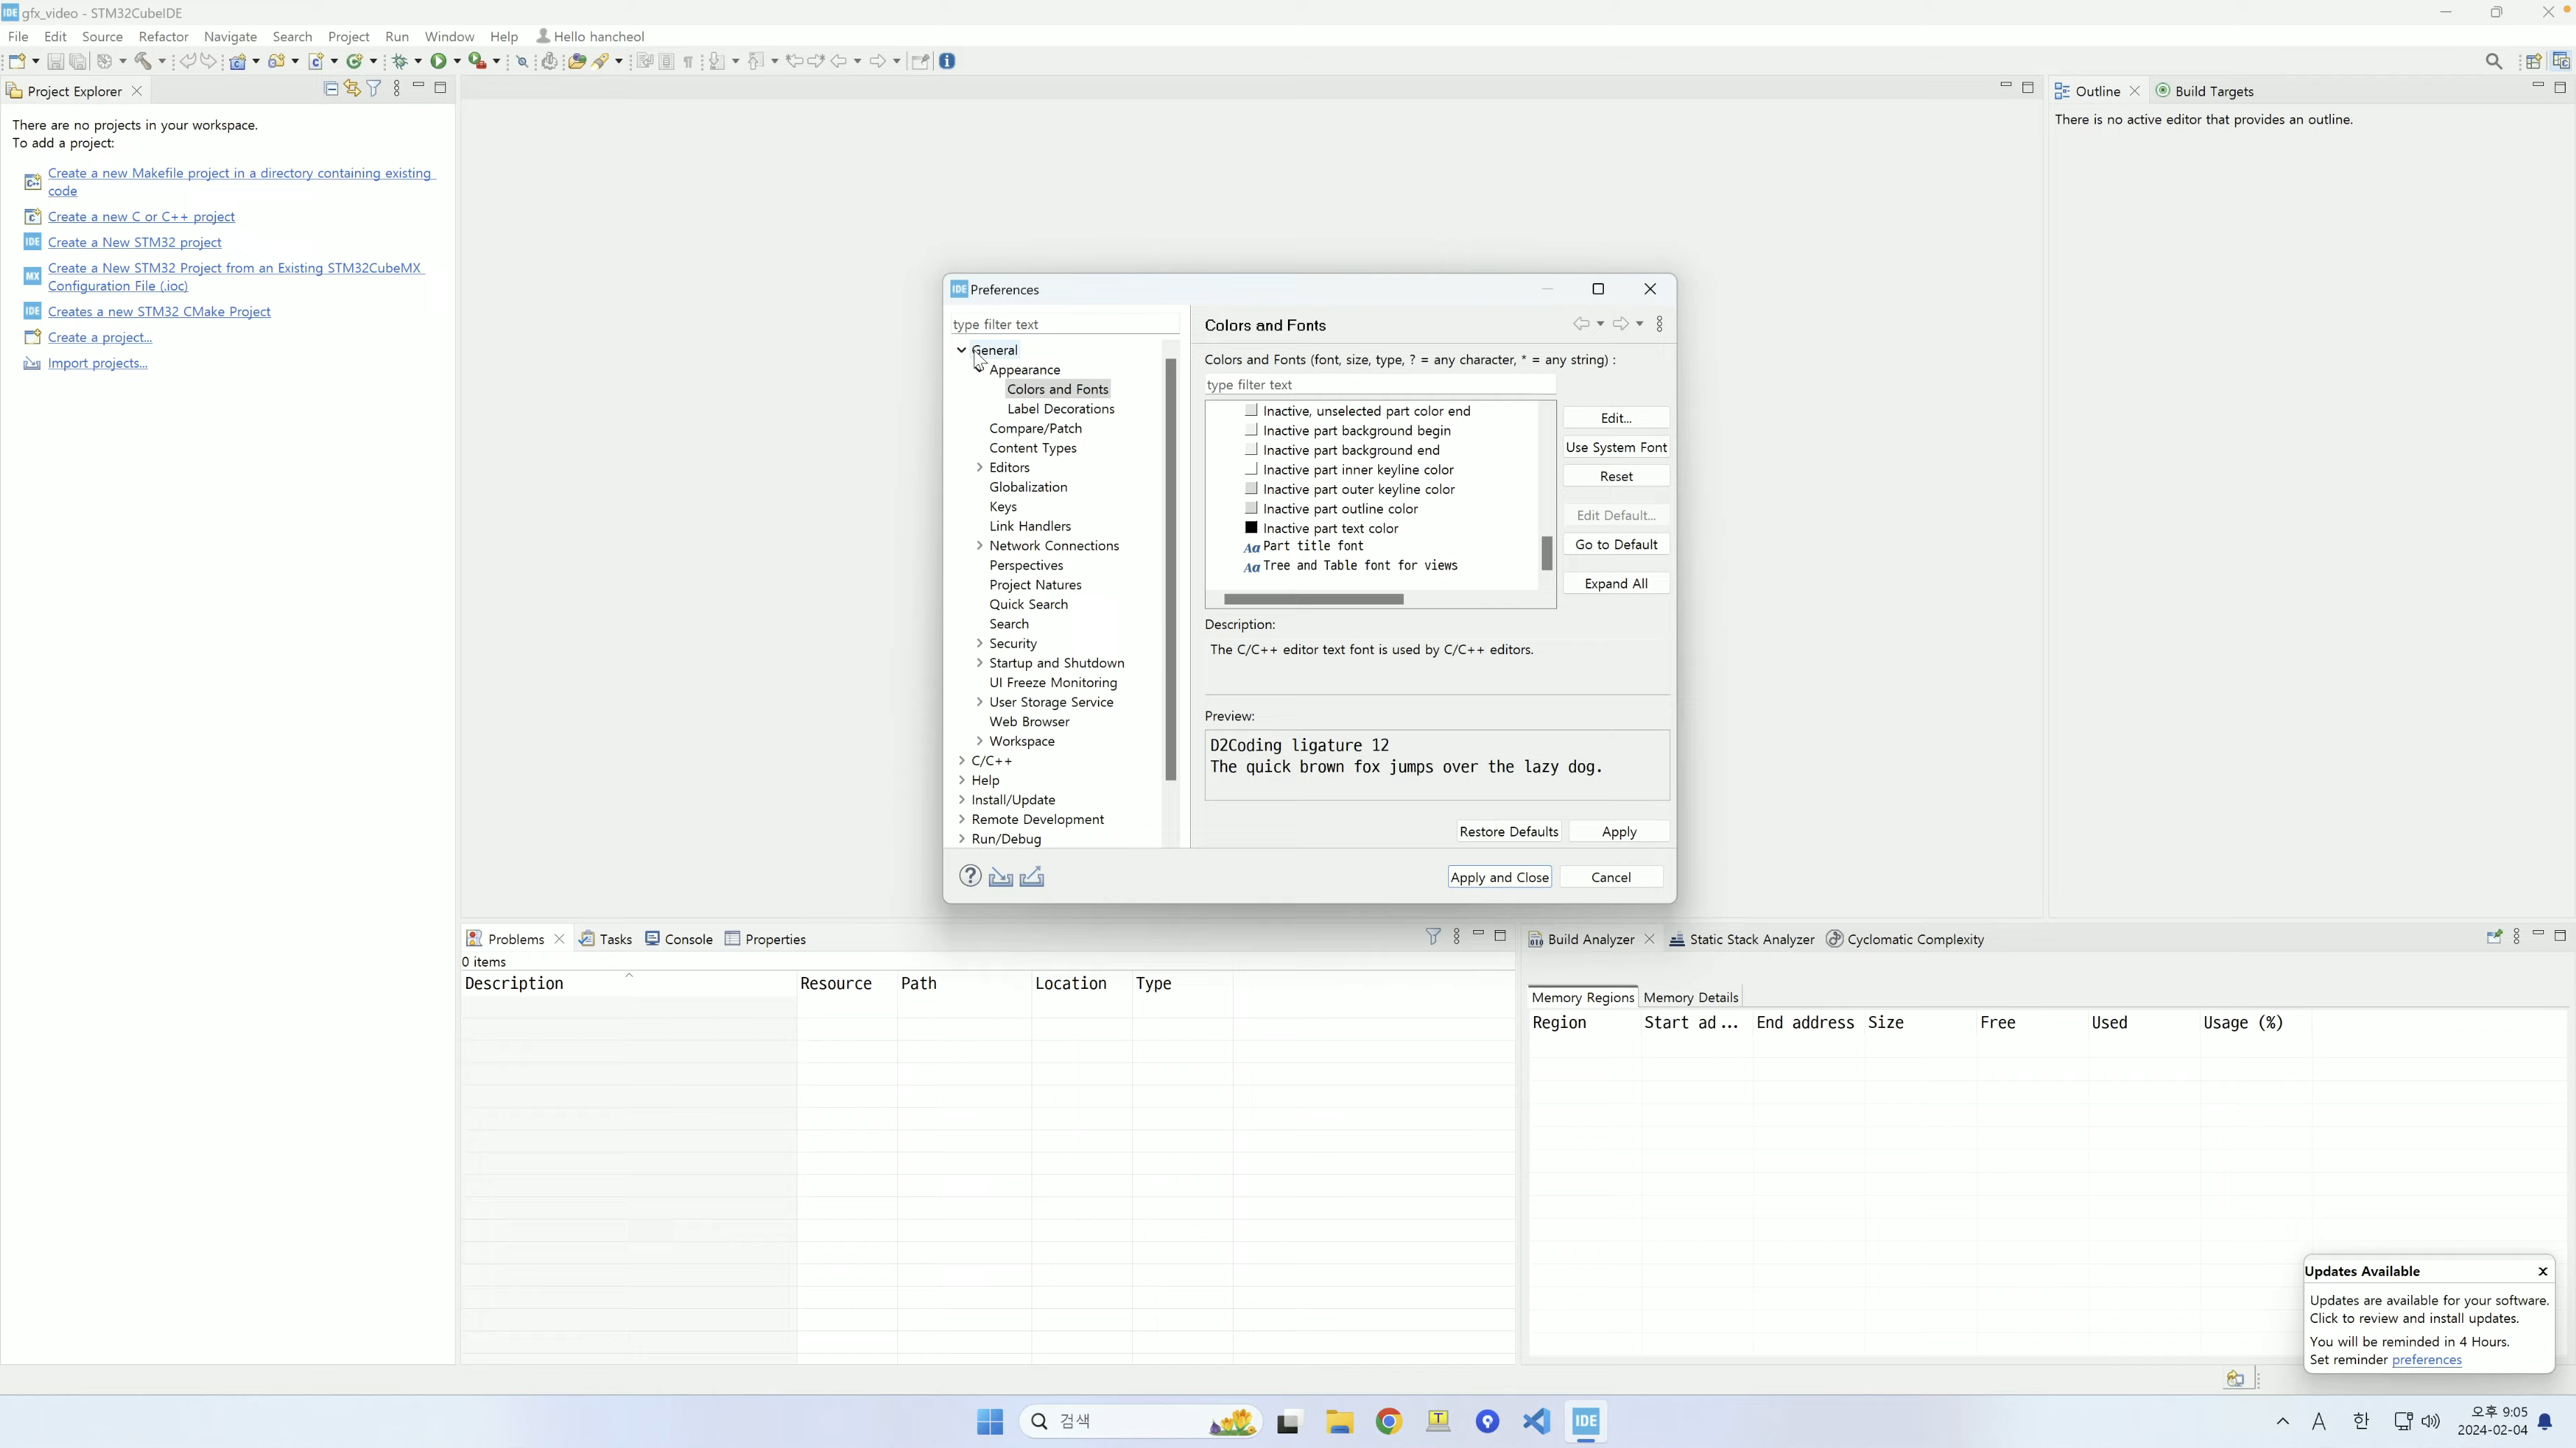 IDE gfx_video - STM32CubeIDE
File Edit Source Refactor Navigate Search Project Run Window Help Hello hancheol
Project Explorer
There are no projects in your workspace.
To add a project:
Create a new Makefile project in a directory containing existing
code
Create a new C or C++ project
IDE Create a New STM32 project
MX Create a New STM32 Project from an Existing STM32CubeMX
Configuration File (.ioc)
IDE Creates a new STM32 CMake Project
Create a project...
Import projects...
Outline Build Targets
There is no active editor that provides an outline.
IDE Preferences
type filter text
General
Appearance
Colors and Fonts
Label Decorations
Compare/Patch
Content Types
Editors
Globalization
Keys
Link Handlers
Network Connections
Perspectives
Project Natures
Quick Search
Search
Security
Startup and Shutdown
UI Freeze Monitoring
User Storage Service
Web Browser
Workspace
C/C++
Help
Install/Update
Remote Development
Run/Debug
Colors and Fonts
Colors and Fonts (font, size, type, ? = any character, * = any string) :
type filter text
Inactive, unselected part color end
Inactive part background begin
Inactive part background end
Inactive part inner keyline color
Inactive part outer keyline color
Inactive part outline color
Inactive part text color
Aa Part title font
Aa Tree and Table font for views
Edit...
Use System Font
Reset
Edit Default...
Go to Default
Expand All
Description:
The C/C++ editor text font is used by C/C++ editors.
Preview:
D2Coding ligature 12
The quick brown fox jumps over the lazy dog.
Restore Defaults Apply
Apply and Close Cancel
Problems Tasks Console Properties
0 items
Description Resource Path Location Type
Build Analyzer Static Stack Analyzer Cyclomatic Complexity
Memory Regions Memory Details
Region Start ad... End address Size Free Used Usage (%)
Updates Available
Updates are available for your software.
Click to review and install updates.
You will be reminded in 4 Hours.
Set reminder preferences
검색
T
IDE
A 한
오후 9:05
2024-02-04